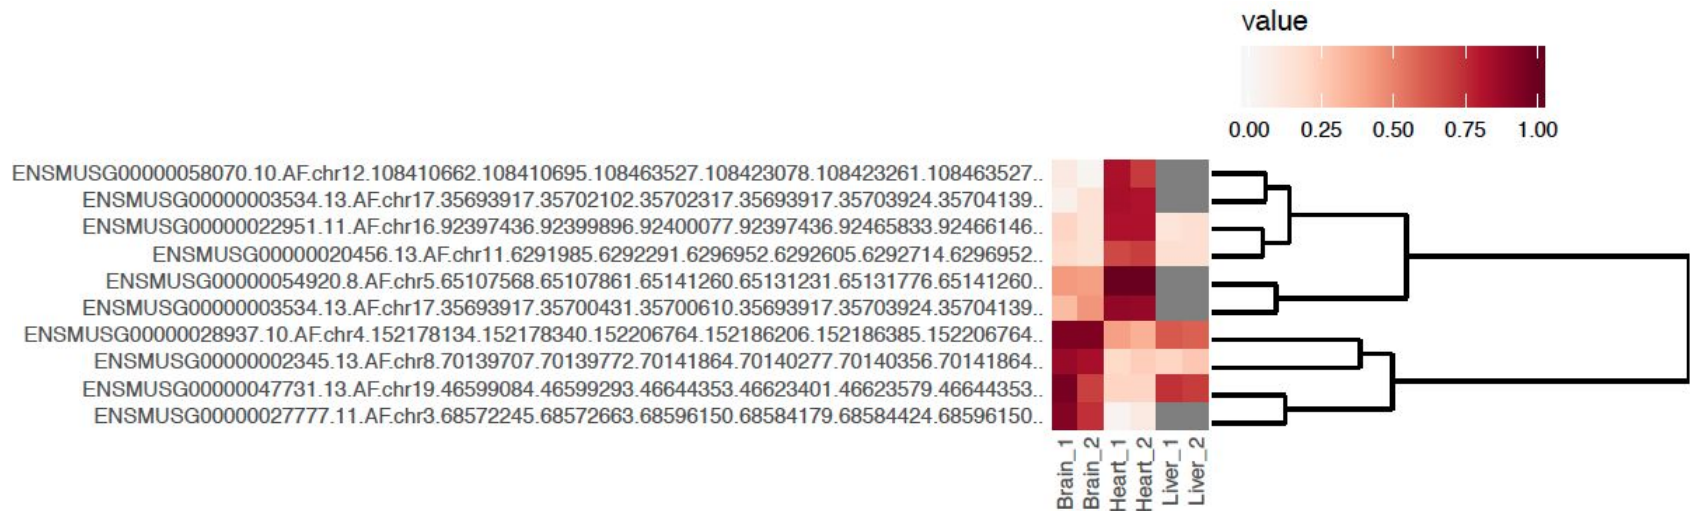 value
0.00 0.25 0.50 0.75 1.00
ENSMUSG00000058070.10.AF.chr12.108410662.108410695.108463527.108423078.108423261.108463527..
ENSMUSG00000003534.13.AF.chr17.35693917.35702102.35702317.35693917.35703924.35704139..
ENSMUSG00000022951.11.AF.chr16.92397436.92399896.92400077.92397436.92465833.92466146..
ENSMUSG00000020456.13.AF.chr11.6291985.6292291.6296952.6292605.6292714.6296952..
ENSMUSG00000054920.8.AF.chr5.65107568.65107861.65141260.65131231.65131776.65141260..
ENSMUSG00000003534.13.AF.chr17.35693917.35700431.35700610.35693917.35703924.35704139..
ENSMUSG00000028937.10.AF.chr4.152178134.152178340.152206764.152186206.152186385.152206764..
ENSMUSG00000002345.13.AF.chr8.70139707.70139772.70141864.70140277.70140356.70141864..
ENSMUSG00000047731.13.AF.chr19.46599084.46599293.46644353.46623401.46623579.46644353..
ENSMUSG00000027777.11.AF.chr3.68572245.68572663.68596150.68584179.68584424.68596150..
Brain_1
Brain_2
Heart_1
Heart_2
Liver_1
Liver_2